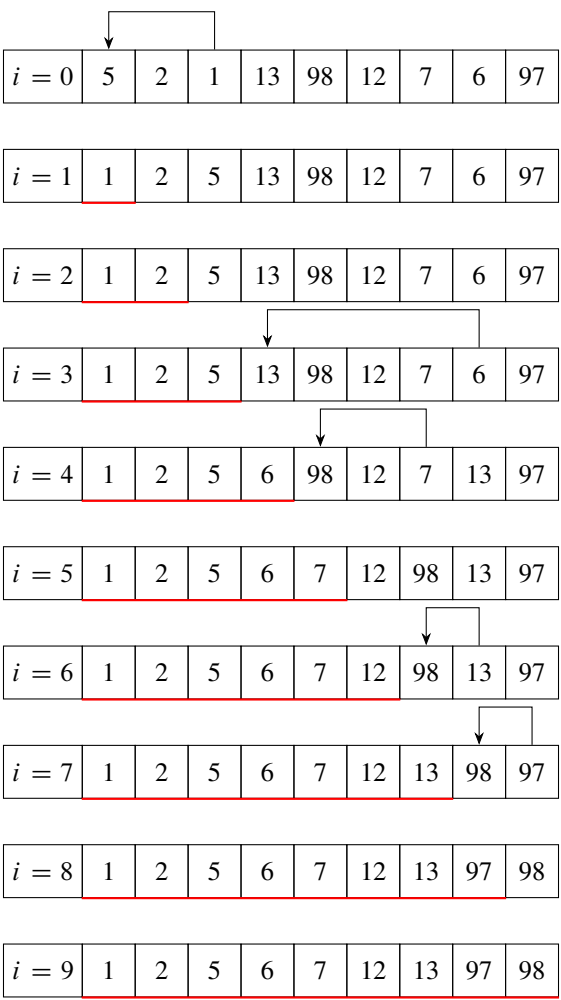 i = 0 5 2 1 13 98 12 7 6 97
i = 1 1 2 5 13 98 12 7 6 97
i = 2 1 2 5 13 98 12 7 6 97
i = 3 1 2 5 13 98 12 7 6 97
i = 4 1 2 5 6 98 12 7 13 97
i = 5 1 2 5 6 7 12 98 13 97
i = 6 1 2 5 6 7 12 98 13 97
i = 7 1 2 5 6 7 12 13 98 97
i = 8 1 2 5 6 7 12 13 97 98
i = 9 1 2 5 6 7 12 13 97 98